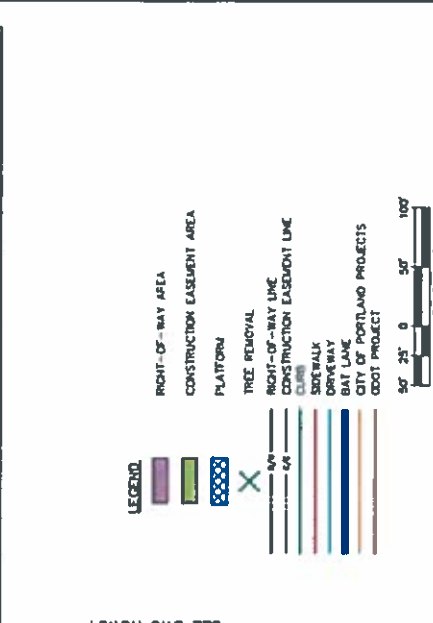 LEGEND
RIGHT-OF-WAY AREA
CONSTRUCTION EASEMENT AREA
PLATFORM
TREE REMOVAL
R/W RIGHT-OF-WAY LINE
C/E CONSTRUCTION EASEMENT LINE
CURB
SIDEWALK
DRIVEWAY
BAT LANE
CITY OF PORTLAND PROJECTS
ODOT PROJECT
50' 25' 0 50' 100'